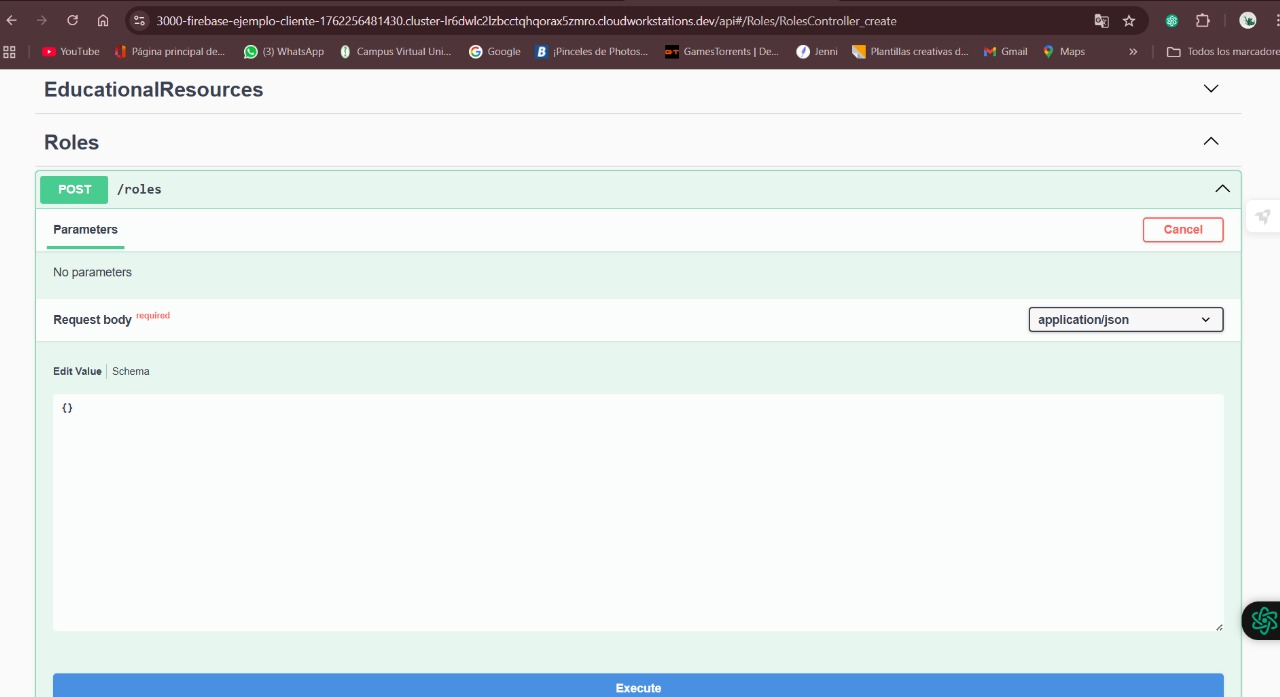 3000-firebase-ejemplo-cliente-1762256481430.cluster-lr6dwlc2lzbcctqhqorax5zmro.cloudworkstations.dev/api#/Roles/RolesController_create
YouTube Página principal de... (3) WhatsApp Campus Virtual Uni... Google ¡Pinceles de Photos... GamesTorrents | De... Jenni Plantillas creativas d... Gmail Maps » Todos los marcadore
EducationalResources
Roles
POST /roles
Parameters Cancel
No parameters
Request body required application/json
Edit Value Schema
{}
Execute